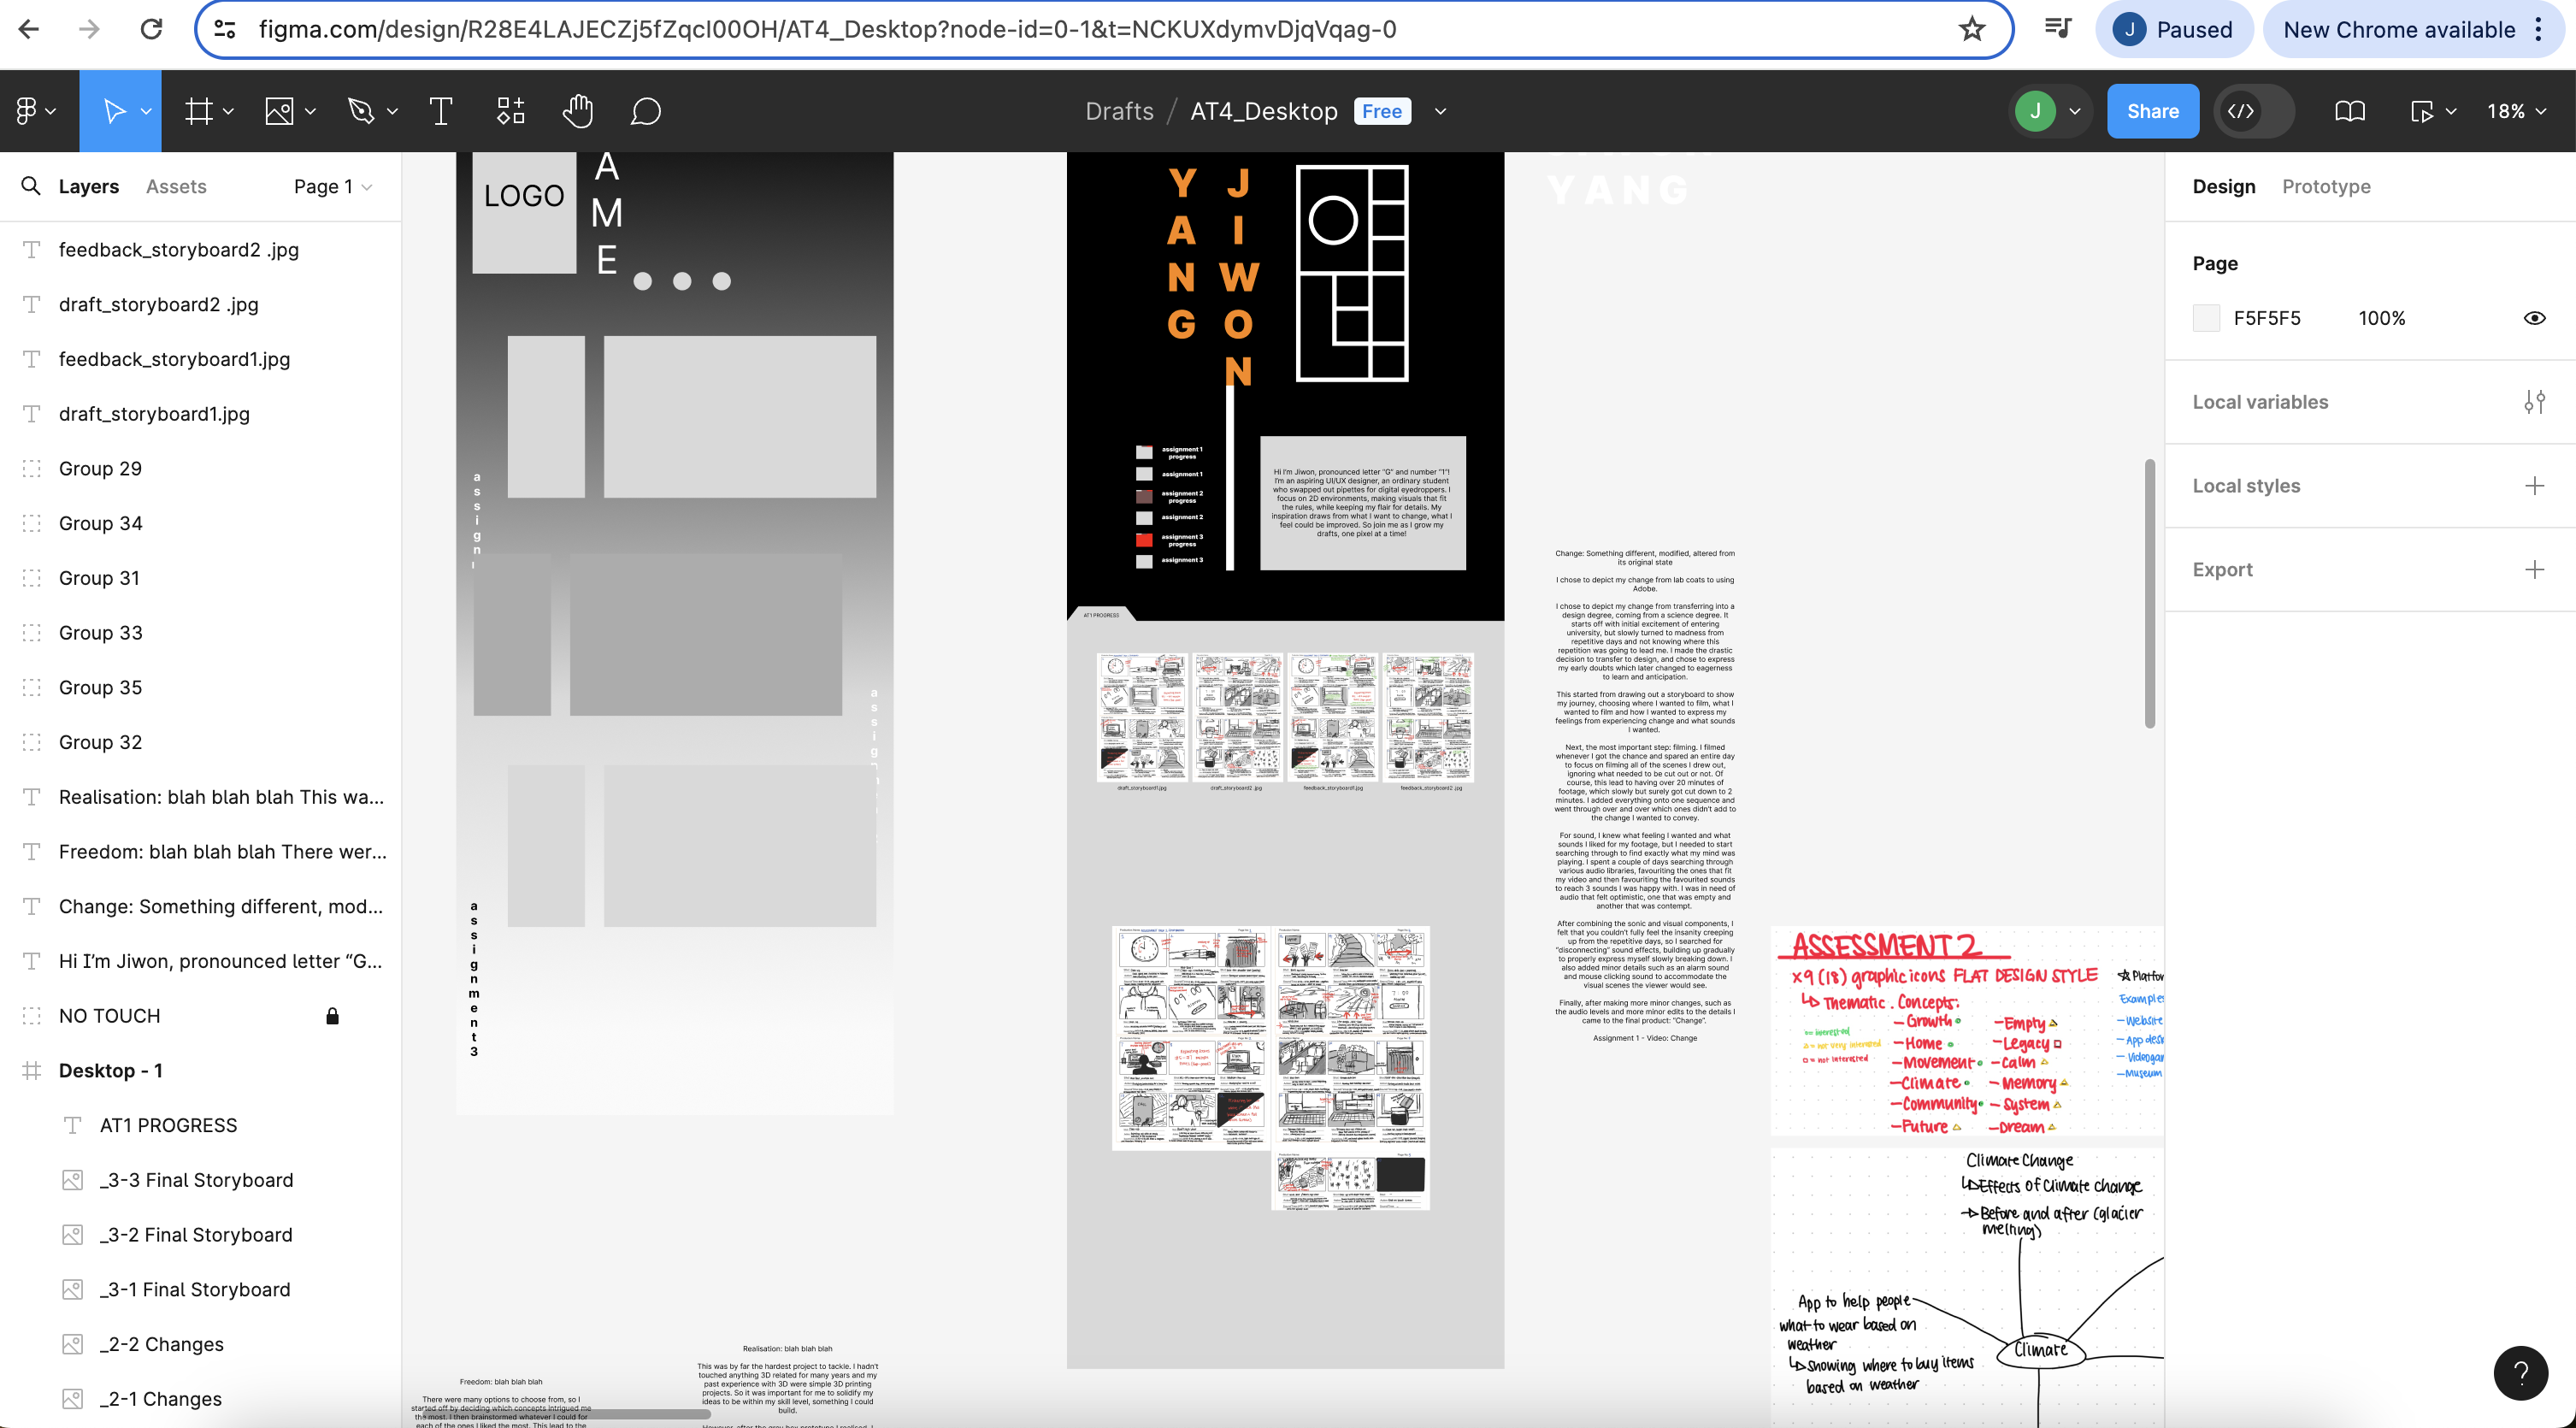 figma.com/design/R28E4LAJECZj5fZqcI00OH/AT4_Desktop?node-id=0-1&t=NCKUXdymvDjqVqag-0
J
Paused
New Chrome available
Drafts / AT4_Desktop
Free
J
Share
18%
Layers
Assets
Page 1
feedback_storyboard2 .jpg
draft_storyboard2 .jpg
feedback_storyboard1.jpg
draft_storyboard1.jpg
Group 29
Group 34
Group 31
Group 33
Group 35
Group 32
Realisation: blah blah blah This wa...
Freedom: blah blah blah There wer...
Change: Something different, mod...
Hi I'm Jiwon, pronounced letter “G...
NO TOUCH
Desktop - 1
AT1 PROGRESS
_3-3 Final Storyboard
_3-2 Final Storyboard
_3-1 Final Storyboard
_2-2 Changes
_2-1 Changes
LOGO
AME
assign
assign
assignment3
YANG
JIWON
assignment 1
progress
assignment 1
assignment 2
progress
assignment 2
assignment 3
progress
assignment 3
Hi I'm Jiwon, pronounced letter "G" and number "1"!
I'm an aspiring UI/UX designer, an ordinary student
who swapped out pipettes for digital eyedroppers. I
focus on 2D environments, making visuals that fit
the rules, while keeping my flair for details. My
inspiration draws from what I want to change, what I
feel could be improved. So join me as I grow my
drafts, one pixel at a time!
AT1 PROGRESS
draft_storyboard1.jpg
draft_storyboard2 .jpg
feedback_storyboard1.jpg
feedback_storyboard2 .jpg
YANG
Change: Something different, modified, altered from
its original state
I chose to depict my change from lab coats to using
Adobe.
I chose to depict my change from transferring into a
design degree, coming from a science degree. It
starts off with initial excitement of entering
university, but slowly turned to madness from
repetitive days and not knowing where this
repetition was going to lead me. I made the drastic
decision to transfer to design, and chose to express
my early doubts which later changed to eagerness
to learn and anticipation.
This started from drawing out a storyboard to show
my journey, choosing where I wanted to film, what I
wanted to film and how I wanted to express my
feelings from experiencing change and what sounds
I wanted.
Next, the most important step: filming. I filmed
whenever I got the chance and spared an entire day
to focus on filming all of the scenes I drew out,
ignoring what needed to be cut out or not. Of
course, this lead to having over 20 minutes of
footage, which slowly but surely got cut down to 2
minutes. I added everything onto one sequence and
went through over and over which ones didn't add to
the change I wanted to convey.
For sound, I knew what feeling I wanted and what
sounds I liked for my footage, but I needed to start
searching through to find exactly what my mind was
playing. I spent a couple of days searching through
various audio libraries, favouriting the ones that fit
my video and then favouriting the favourited sounds
to reach 3 sounds I was happy with. I was in need of
audio that felt optimistic, one that was empty and
another that was contempt.
After combining the sonic and visual components, I
felt that you couldn't fully feel the insanity creeping
up from the repetitive days, so I searched for
"disconnecting" sound effects, building up gradually
to properly express myself slowly breaking down. I
also added minor details such as an alarm sound
and mouse clicking sound to accommodate the
visual scenes the viewer would see.
Finally, after making more minor changes, such as
the audio levels and more minor edits to the details I
came to the final product: "Change".
Assignment 1 - Video: Change
ASSESSMENT 2
x9 (18) graphic icons FLAT DESIGN STYLE
↳ Thematic . Concepts:
= interested
= not very interested
= not interested
- Growth
- Home
- Movement
- Climate
- Community
- Future
- Empty
- Legacy
- Calm
- Memory
- System
- Dream
☆ Platfor
Examples
- Website
- App des
- Videogam
- Museum
Climate Change
↳ Effects of climate change
→ Before and after (glacier
melting)
App to help people
what to wear based on
weather
↳ Showing where to buy items
based on weather
Climate
Realisation: blah blah blah
This was by far the hardest project to tackle. I hadn't
touched anything 3D related for many years and my
past experience with 3D were simple 3D printing
projects. So it was important for me to solidify my
ideas to be within my skill level, something I could
build.
Freedom: blah blah blah
There were many options to choose from, so I
started off by deciding which concepts intrigued me
the most. I then brainstormed whatever I could for
each of the ones I liked the most. This lead to the
Design
Prototype
Page
F5F5F5
100%
Local variables
Local styles
Export
?